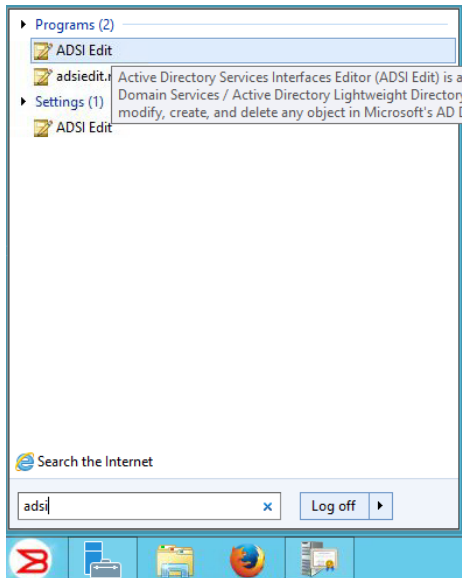 Programs (2)
ADSI Edit
adsiedit.
Settings (1)
ADSI Edit
Active Directory Services Interfaces Editor (ADSI Edit) is a
Domain Services / Active Directory Lightweight Directory
modify, create, and delete any object in Microsoft's AD
Search the Internet
adsi
Log off